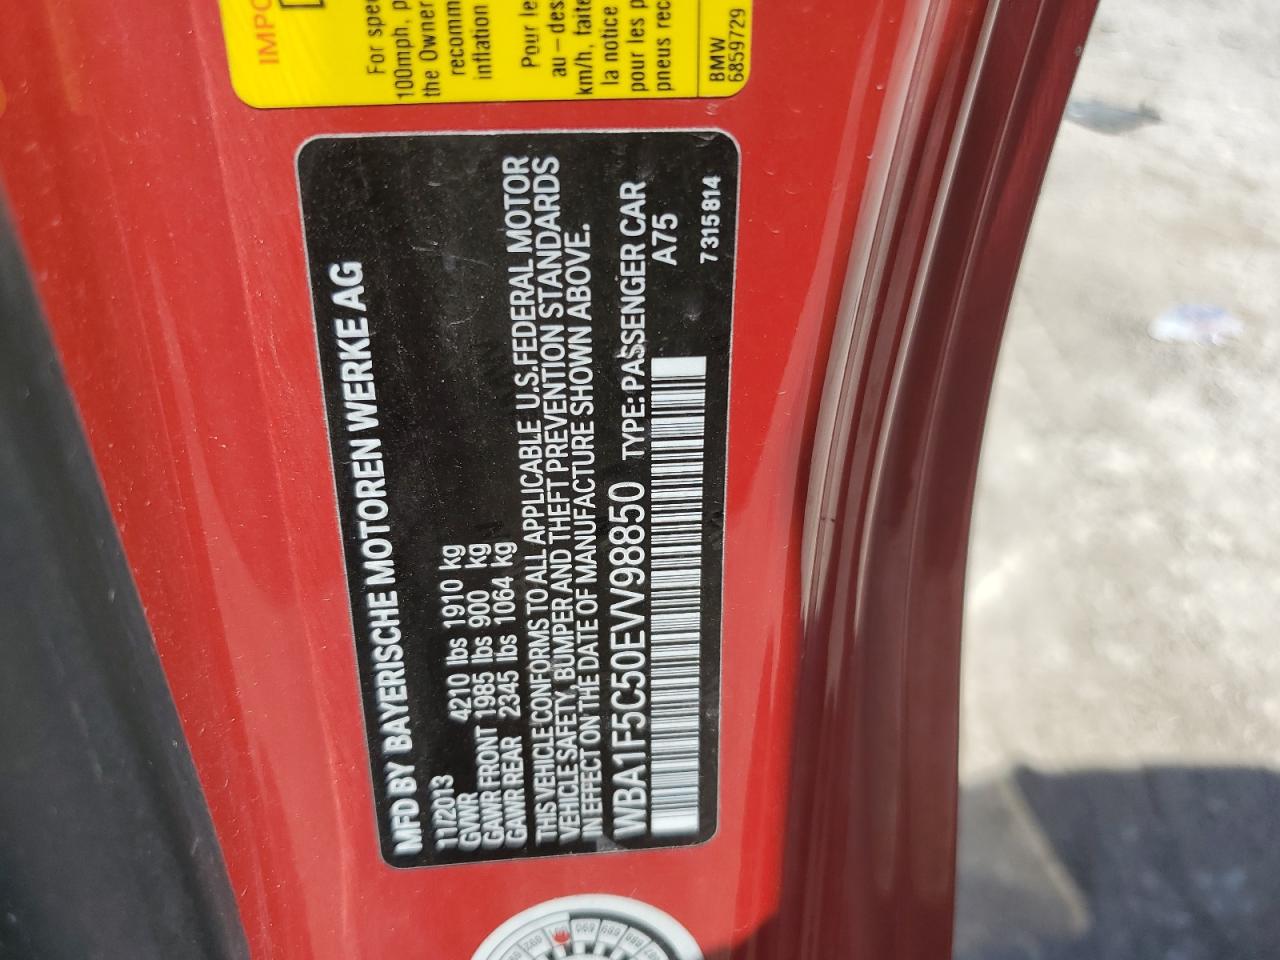 MFD BY BAYERISCHE MOTOREN WERKE AG
11/2013
GVWR 4210 lbs 1910 kg
GAWR FRONT 1985 lbs 900 kg
GAWR REAR 2345 lbs 1064 kg
THIS VEHICLE CONFORMS TO ALL APPLICABLE U.S. FEDERAL MOTOR
VEHICLE SAFETY, BUMPER AND THEFT PREVENTION STANDARDS
IN EFFECT ON THE DATE OF MANUFACTURE SHOWN ABOVE.
WBA1F5C50EVV98850 TYPE: PASSENGER CAR
A75
7 315 814
IMPO
For spe
100mph, p
the Owner
recomm
inflation
Pour le
au - des
km/h, faite
la notice
pour les p
pneus rec
BMW
6859729